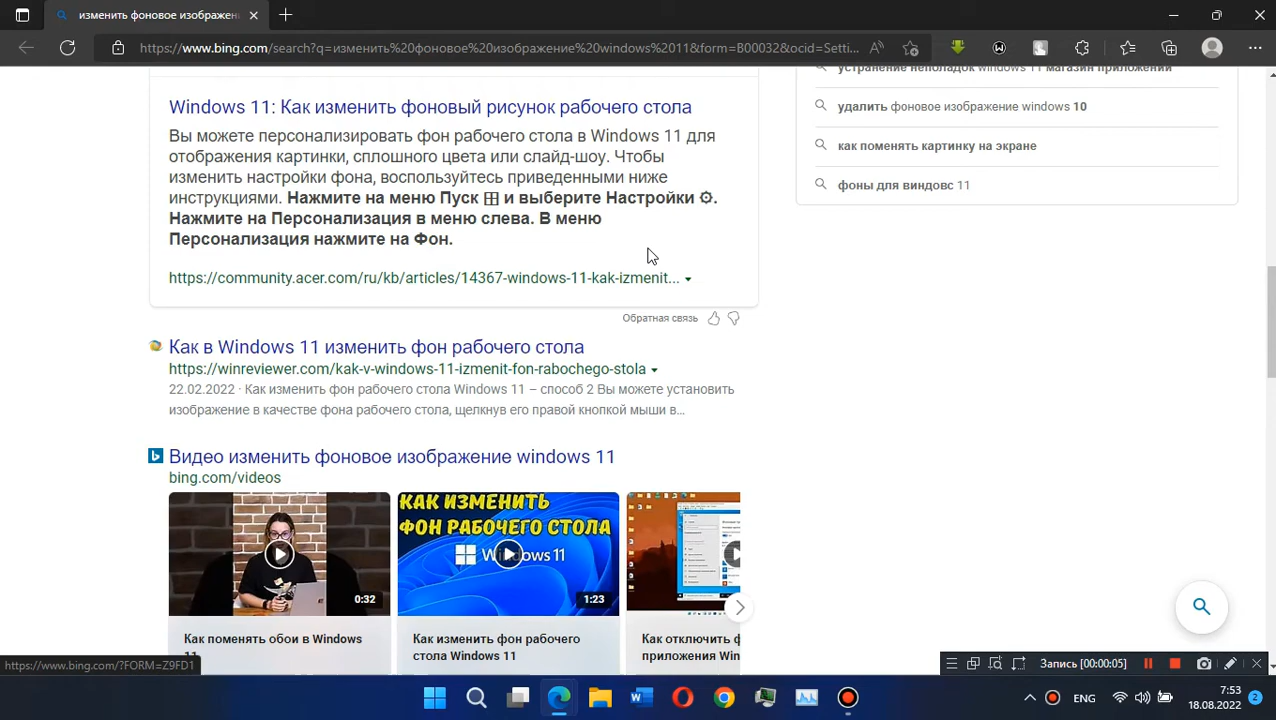 изменить фоновое изображен
https://www.bing.com/search?q=изменить%20фоновое%20изображение%20windows%2011&form=B00032&ocid=Setti...
устранение неполадок windows 11 магазин приложений
Windows 11: Как изменить фоновый рисунок рабочего стола
удалить фоновое изображение windows 10
Вы можете персонализировать фон рабочего стола в Windows 11 для
отображения картинки, сплошного цвета или слайд-шоу. Чтобы
как поменять картинку на экране
изменить настройки фона, воспользуйтесь приведенными ниже
фоны для виндовс 11
инструкциями. Нажмите на меню Пуск и выберите Настройки.
Нажмите на Персонализация в меню слева. В меню
Персонализация нажмите на Фон.
https://community.acer.com/ru/kb/articles/14367-windows-11-kak-izmenit...
Обратная связь
Как в Windows 11 изменить фон рабочего стола
https://winreviewer.com/kak-v-windows-11-izmenit-fon-rabochego-stola
22.02.2022 · Как изменить фон рабочего стола Windows 11 – способ 2 Вы можете установить
изображение в качестве фона рабочего стола, щелкнув его правой кнопкой мыши в...
Видео изменить фоновое изображение windows 11
bing.com/videos
КАК ИЗМЕНИТЬ
ФОН РАБОЧЕГО СТОЛА
Windows 11
0:32
1:23
Как поменять обои в Windows
11
Как изменить фон рабочего
стола Windows 11
Как отключить ф
приложения Win
https://www.bing.com/?FORM=Z9FD1
Запись [00:00:05]
ENG
7:53
18.08.2022
2